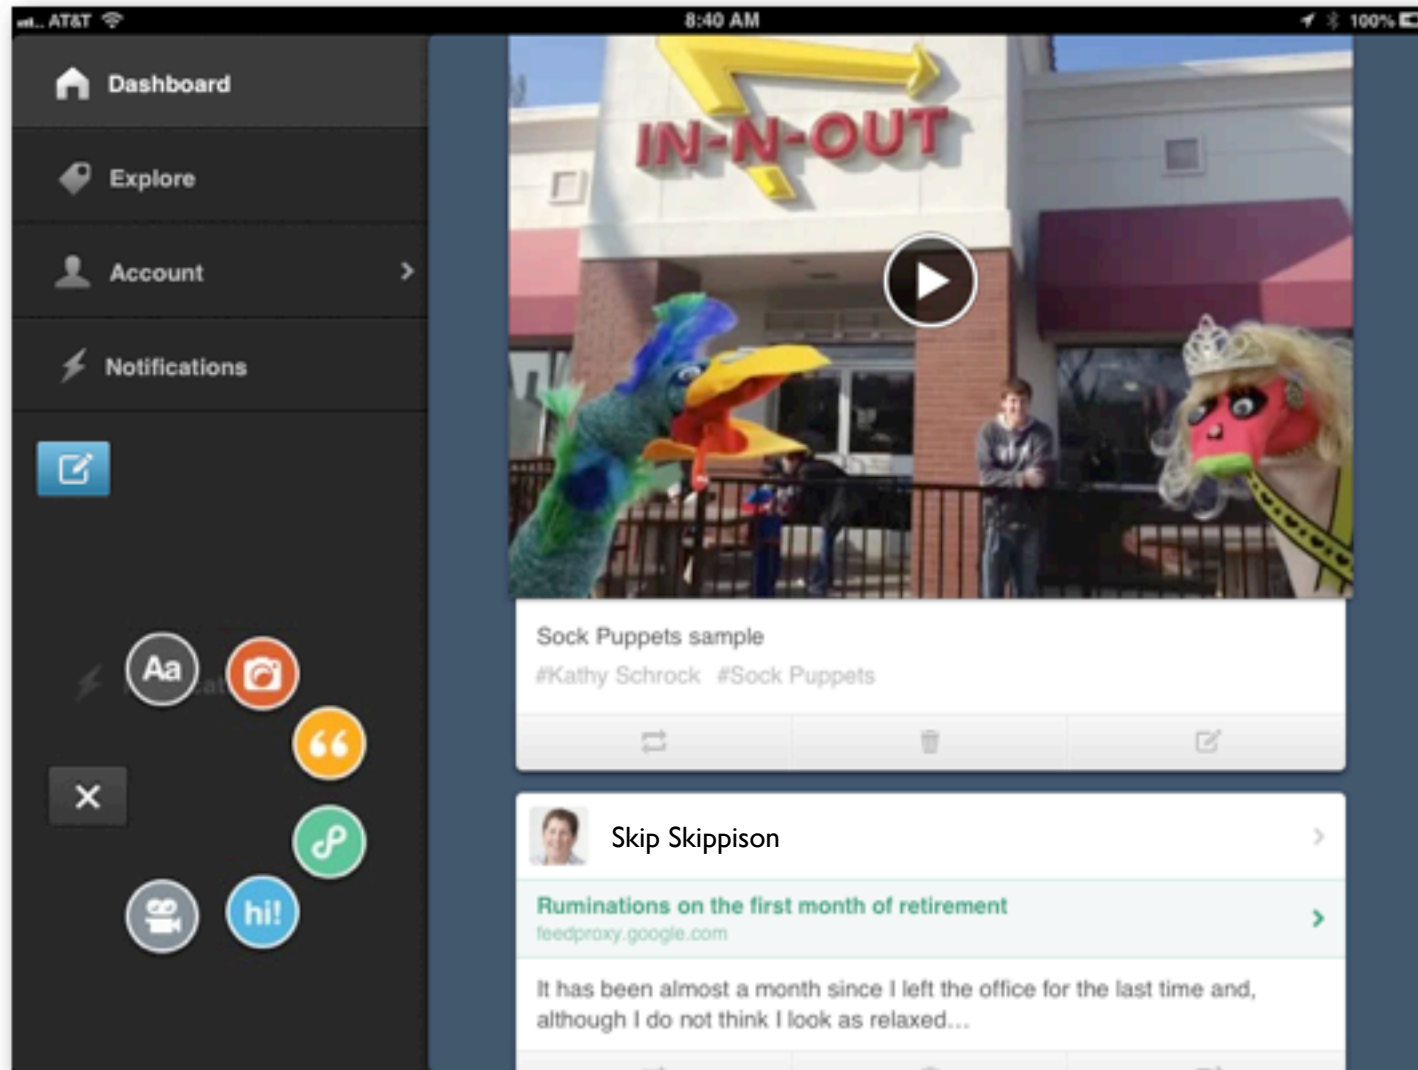 AT&T
8:40 AM
100%
Dashboard
Explore
Account
Notifications
Aa
hi!
IN-N-OUT
Sock Puppets sample
#Kathy Schrock #Sock Puppets
Skip Skippison
Ruminations on the first month of retirement
feedproxy.google.com
It has been almost a month since I left the office for the last time and,
although I do not think I look as relaxed...